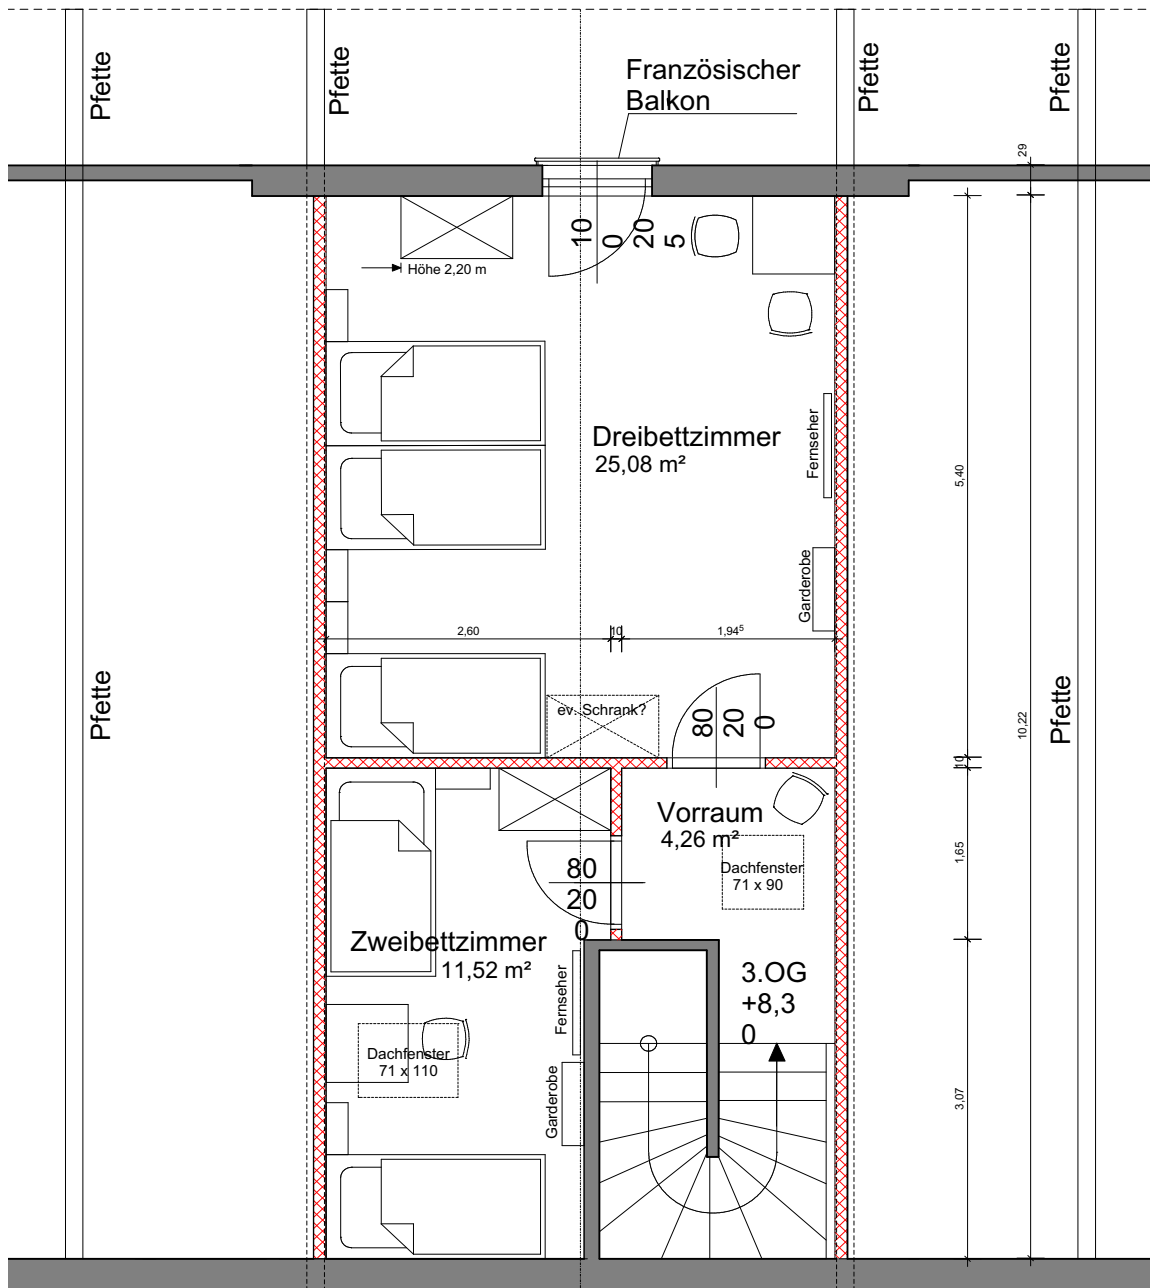 Pfette
Pfette
Französischer
Balkon
Pfette
Pfette
29
10
0
20
5
Höhe 2,20 m
Dreibettzimmer
25,08 m²
Fernseher
5,40
Garderobe
2,60
10
1,94⁵
Pfette
Pfette
ev. Schrank?
80
20
0
10,22
10
Vorraum
4,26 m²
Dachfenster
71 x 90
1,65
80
20
0
Zweibettzimmer
11,52 m²
Fernseher
3.OG
+8,3
0
Dachfenster
71 x 110
Garderobe
3,07